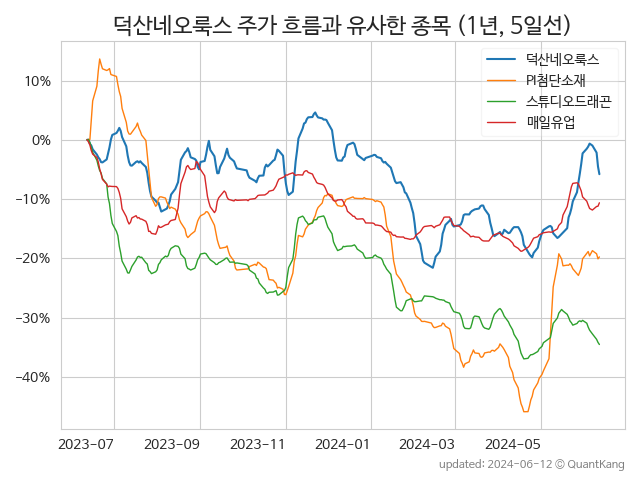 덕산네오룩스 주가 흐름과 유사한 종목 (1년, 5일선)
덕산네오룩스
PI첨단소재
스튜디오드래곤
매일유업
10%
0%
−10%
−20%
−30%
−40%
2023-07 2023-09 2023-11 2024-01 2024-03 2024-05
updated: 2024-06-12 © QuantKang